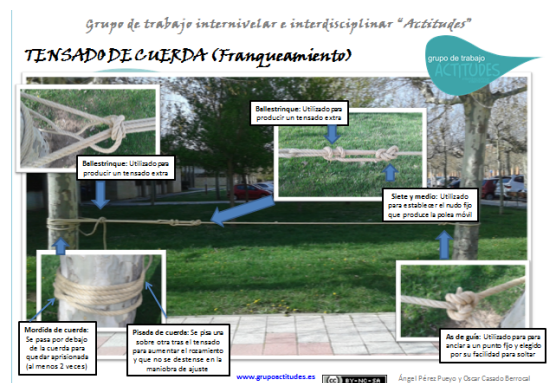 Grupo de trabajo internivelar e interdisciplinar "Actitudes"
TENSADO DE CUERDA (Franqueamiento)
grupo de trabajo
ACTITUDES
Ballestrinque: Utilizado para
producir un tensado extra
Ballestrinque: Utilizado para
producir un tensado extra
Siete y medio: Utilizado
para establecer el nudo fijo
que produce la polea móvil
Mordida de cuerda:
Se pasa por debajo
de la cuerda para
quedar aprisionada
(al menos 2 veces)
Pisada de cuerda: Se pisa una
sobre otra tras el tensado
para aumentar el rozamiento
y que no se destense en la
maniobra de ajuste
As de guía: Utilizado para para
anclar a un punto fijo y elegido
por su facilidad para soltar
www.grupoactitudes.es
cc BY-NC-SA
Ángel Pérez Pueyo y Oscar Casado Berrocal